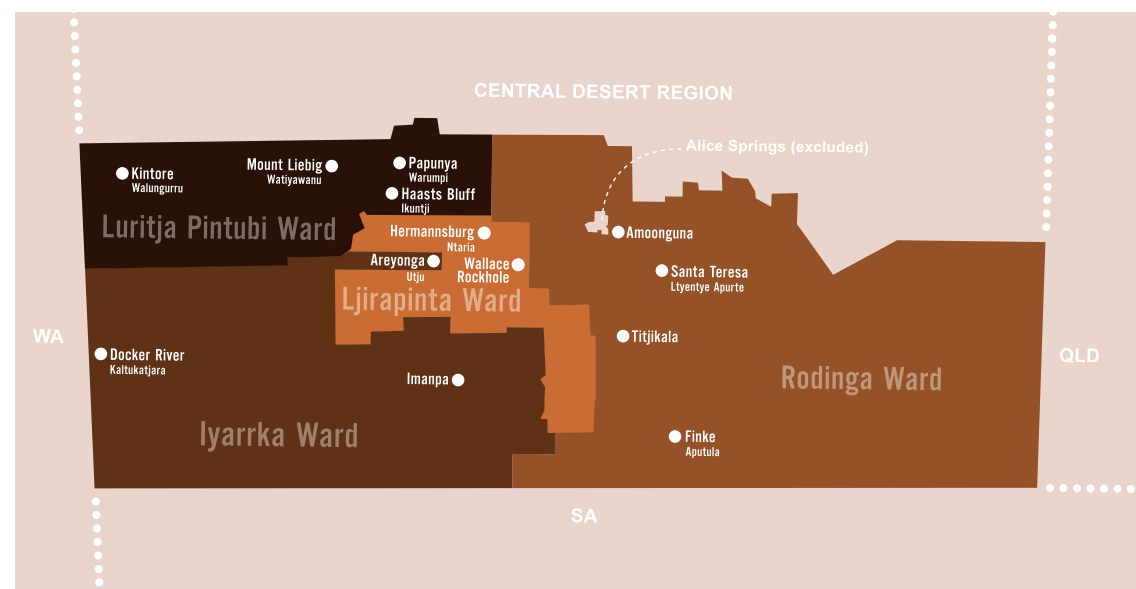 CENTRAL DESERT REGION
Alice Springs (excluded)
Kintore
Walungurru
Mount Liebig
Watiyawanu
Papunya
Warumpi
Haasts Bluff
Ikuntji
Luritja Pintubi Ward
Hermannsburg
Ntaria
Areyonga
Utju
Wallace
Rockhole
Ljirapinta Ward
Amoonguna
Santa Teresa
Ltyentye Apurte
Titjikala
WA
Docker River
Kaltukatjara
Imanpa
Iyarrka Ward
Rodinga Ward
QLD
Finke
Aputula
SA